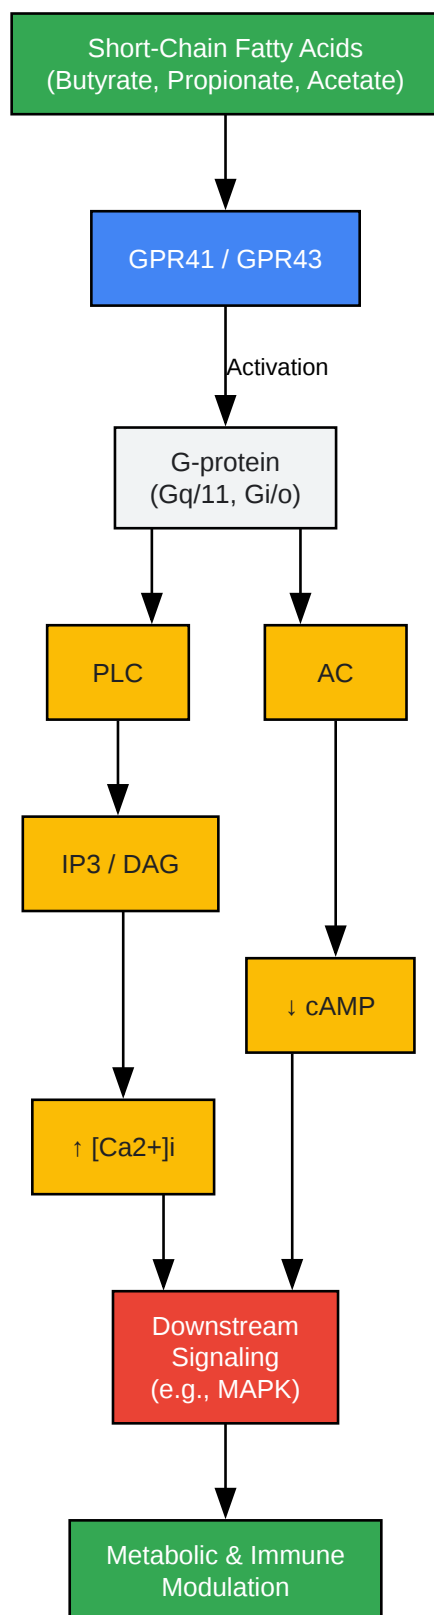 Short-Chain Fatty Acids
(Butyrate, Propionate, Acetate)
GPR41 / GPR43
Activation
G-protein
(Gq/11, Gi/o)
PLC
AC
IP3 / DAG
↓ cAMP
↑ [Ca2+]i
Downstream
Signaling
(e.g., MAPK)
Metabolic & Immune
Modulation